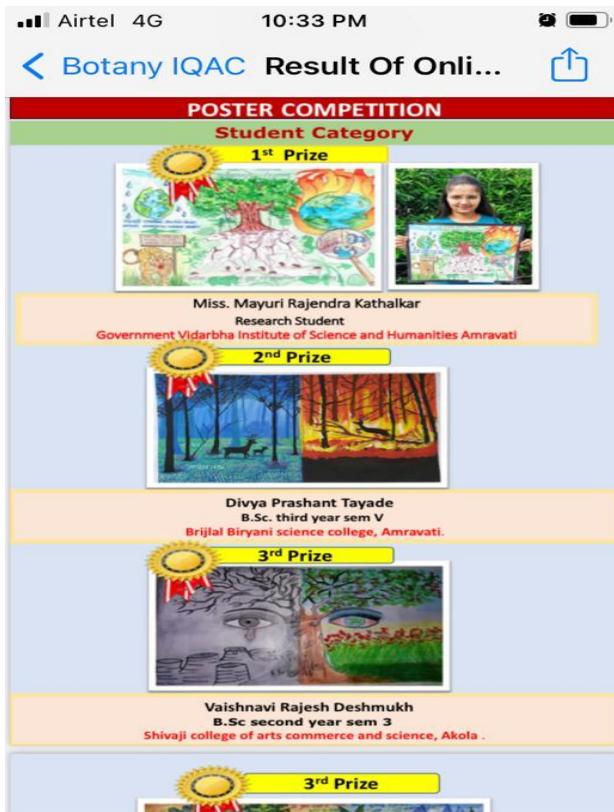 Airtel 4G 10:33 PM
Botany IQAC Result Of Onli...
POSTER COMPETITION
Student Category
1st Prize
Miss. Mayuri Rajendra Kathalkar
Research Student
Government Vidarbha Institute of Science and Humanities Amravati
2nd Prize
Divya Prashant Tayade
B.Sc. third year sem V
Brijlal Biryani science college, Amravati.
3rd Prize
Vaishnavi Rajesh Deshmukh
B.Sc second year sem 3
Shivaji college of arts commerce and science, Akola .
3rd Prize